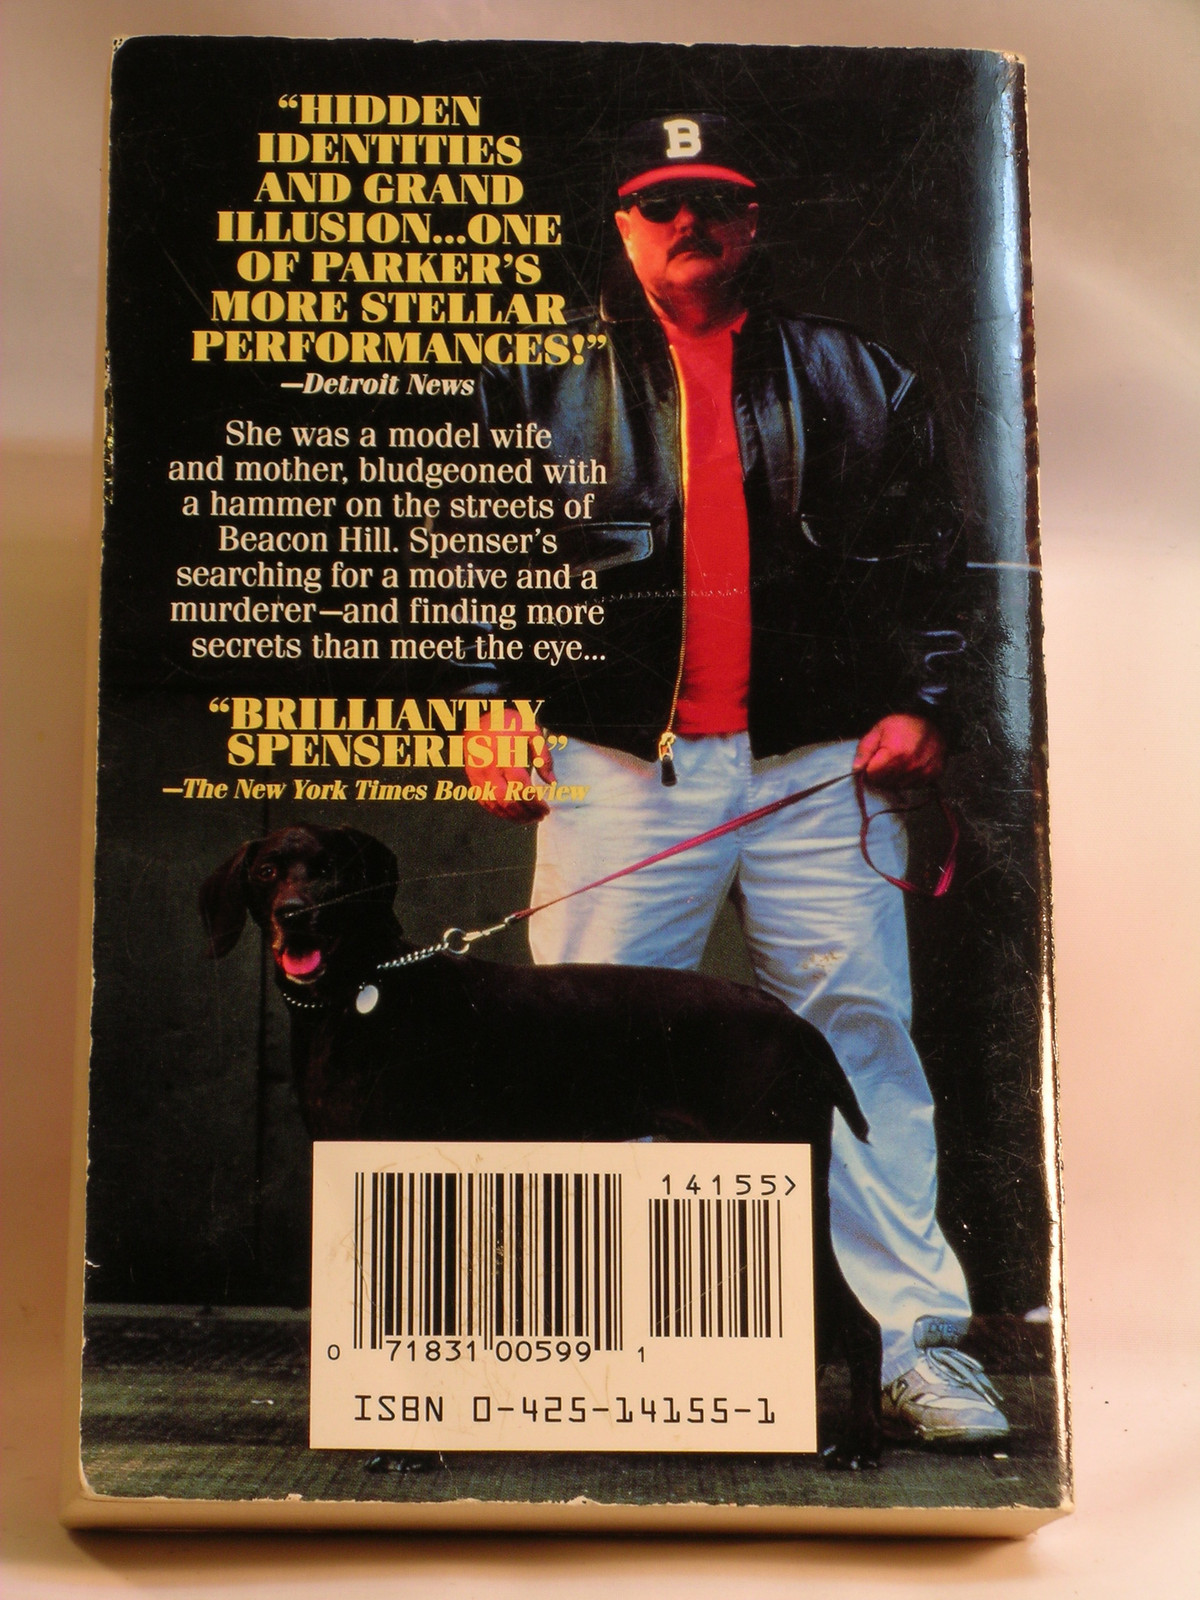 B
“HIDDEN
IDENTITIES
AND GRAND
ILLUSION...ONE
OF PARKER’S
MORE STELLAR
PERFORMANCES!”
—Detroit News
She was a model wife
and mother, bludgeoned with
a hammer on the streets of
Beacon Hill. Spenser’s
searching for a motive and a
murderer—and finding more
secrets than meet the eye...
“BRILLIANTLY
SPENSERISH!”
—The New York Times Book Review
14155>
0 71831 00599 1
ISBN 0-425-14155-1